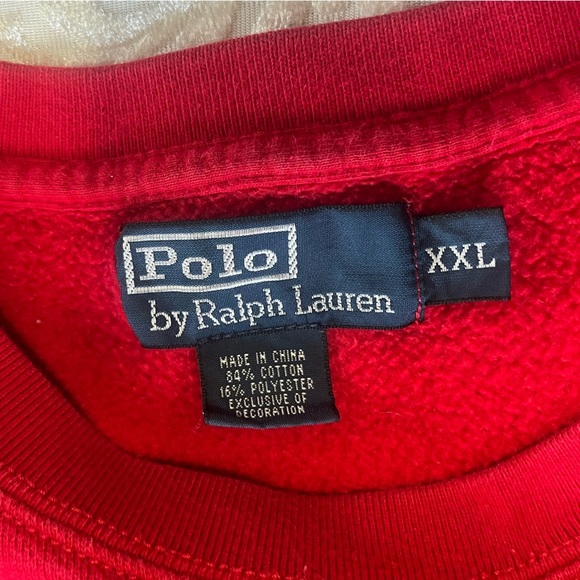 Polo
by Ralph Lauren
XXL
MADE IN CHINA
84% COTTON
16% POLYESTER
EXCLUSIVE OF
DECORATION